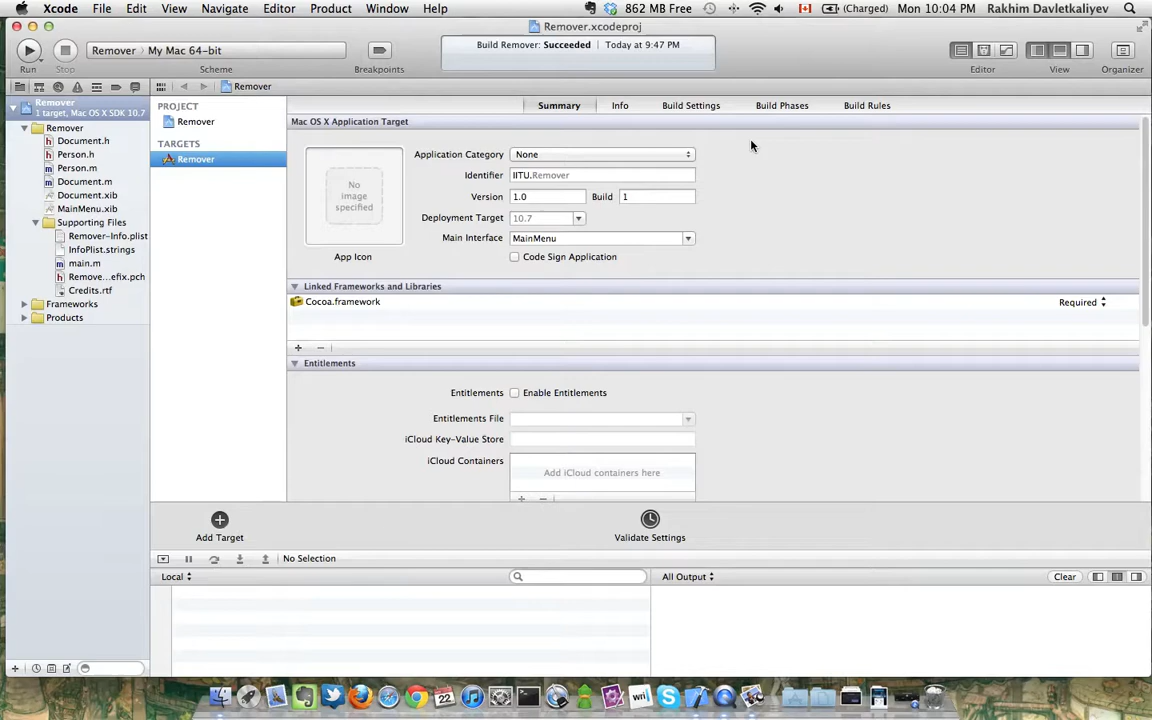 Xcode File Edit View Navigate Editor Product Window Help 862 MB Free (Charged) Mon 10:04 PM Rakhim Davletkaliyev
Remover.xcodeproj
Remover My Mac 64-bit
Build Remover: Succeeded Today at 9:47 PM
Run Stop Scheme Breakpoints Editor View Organizer
Remover
Remover
1 target, Mac OS X SDK 10.7
Remover
Document.h
Person.h
Person.m
Document.m
Document.xib
MainMenu.xib
Supporting Files
Remover-Info.plist
InfoPlist.strings
main.m
Remove...efix.pch
Credits.rtf
Frameworks
Products
PROJECT
Remover
TARGETS
Remover
Summary Info Build Settings Build Phases Build Rules
Mac OS X Application Target
No
image
specified
App Icon
Application Category None
Identifier IITU.Remover
Version 1.0 Build 1
Deployment Target 10.7
Main Interface MainMenu
Code Sign Application
Linked Frameworks and Libraries
Cocoa.framework Required
Entitlements
Entitlements Enable Entitlements
Entitlements File
iCloud Key-Value Store
iCloud Containers Add iCloud containers here
Add Target Validate Settings
No Selection
Local All Output Clear
22
wri